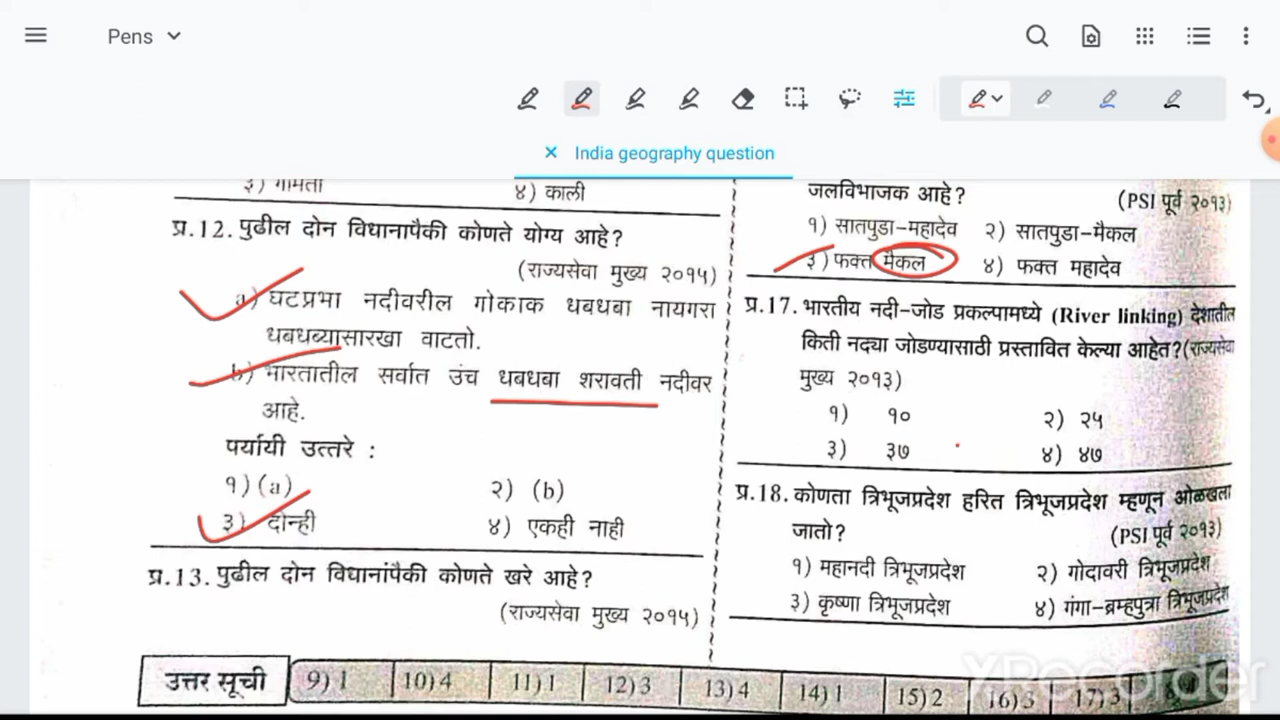 Pens
India geography question
३) गोमती
४) काली
प्र.12. पुढील दोन विधानापैकी कोणते योग्य आहे?
(राज्यसेवा मुख्य २०१५)
a) घटप्रभा नदीवरील गोकाक धबधबा नायगरा
धबधब्यासारखा वाटतो.
b) भारतातील सर्वात उंच धबधबा शरावती नदीवर
आहे.
पर्यायी उत्तरे :
१) (a)
२) (b)
३) दोन्ही
४) एकही नाही
प्र.13. पुढील दोन विधानांपैकी कोणते खरे आहे?
(राज्यसेवा मुख्य २०१५)
जलविभाजक आहे?
(PSI पूर्व २०१३)
१) सातपुडा-महादेव
२) सातपुडा-मैकल
३) फक्त मैकल
४) फक्त महादेव
प्र.17. भारतीय नदी-जोड प्रकल्पामध्ये (River linking) देशातील
किती नद्या जोडण्यासाठी प्रस्तावित केल्या आहेत? (राज्यसेवा
मुख्य २०१३)
१) १०
२) २५
३) ३७
४) ४७
प्र.18. कोणता त्रिभूजप्रदेश हरित त्रिभूजप्रदेश म्हणून ओळखला
जातो?
(PSI पूर्व २०१३)
१) महानदी त्रिभूजप्रदेश
२) गोदावरी त्रिभूजप्रदेश
३) कृष्णा त्रिभूजप्रदेश
४) गंगा-ब्रम्हपुत्रा त्रिभूजप्रदेश
उत्तर सूची
9) 1
10) 4
11) 1
12) 3
13) 4
14) 1
15) 2
16) 3
17) 3
XRecorder